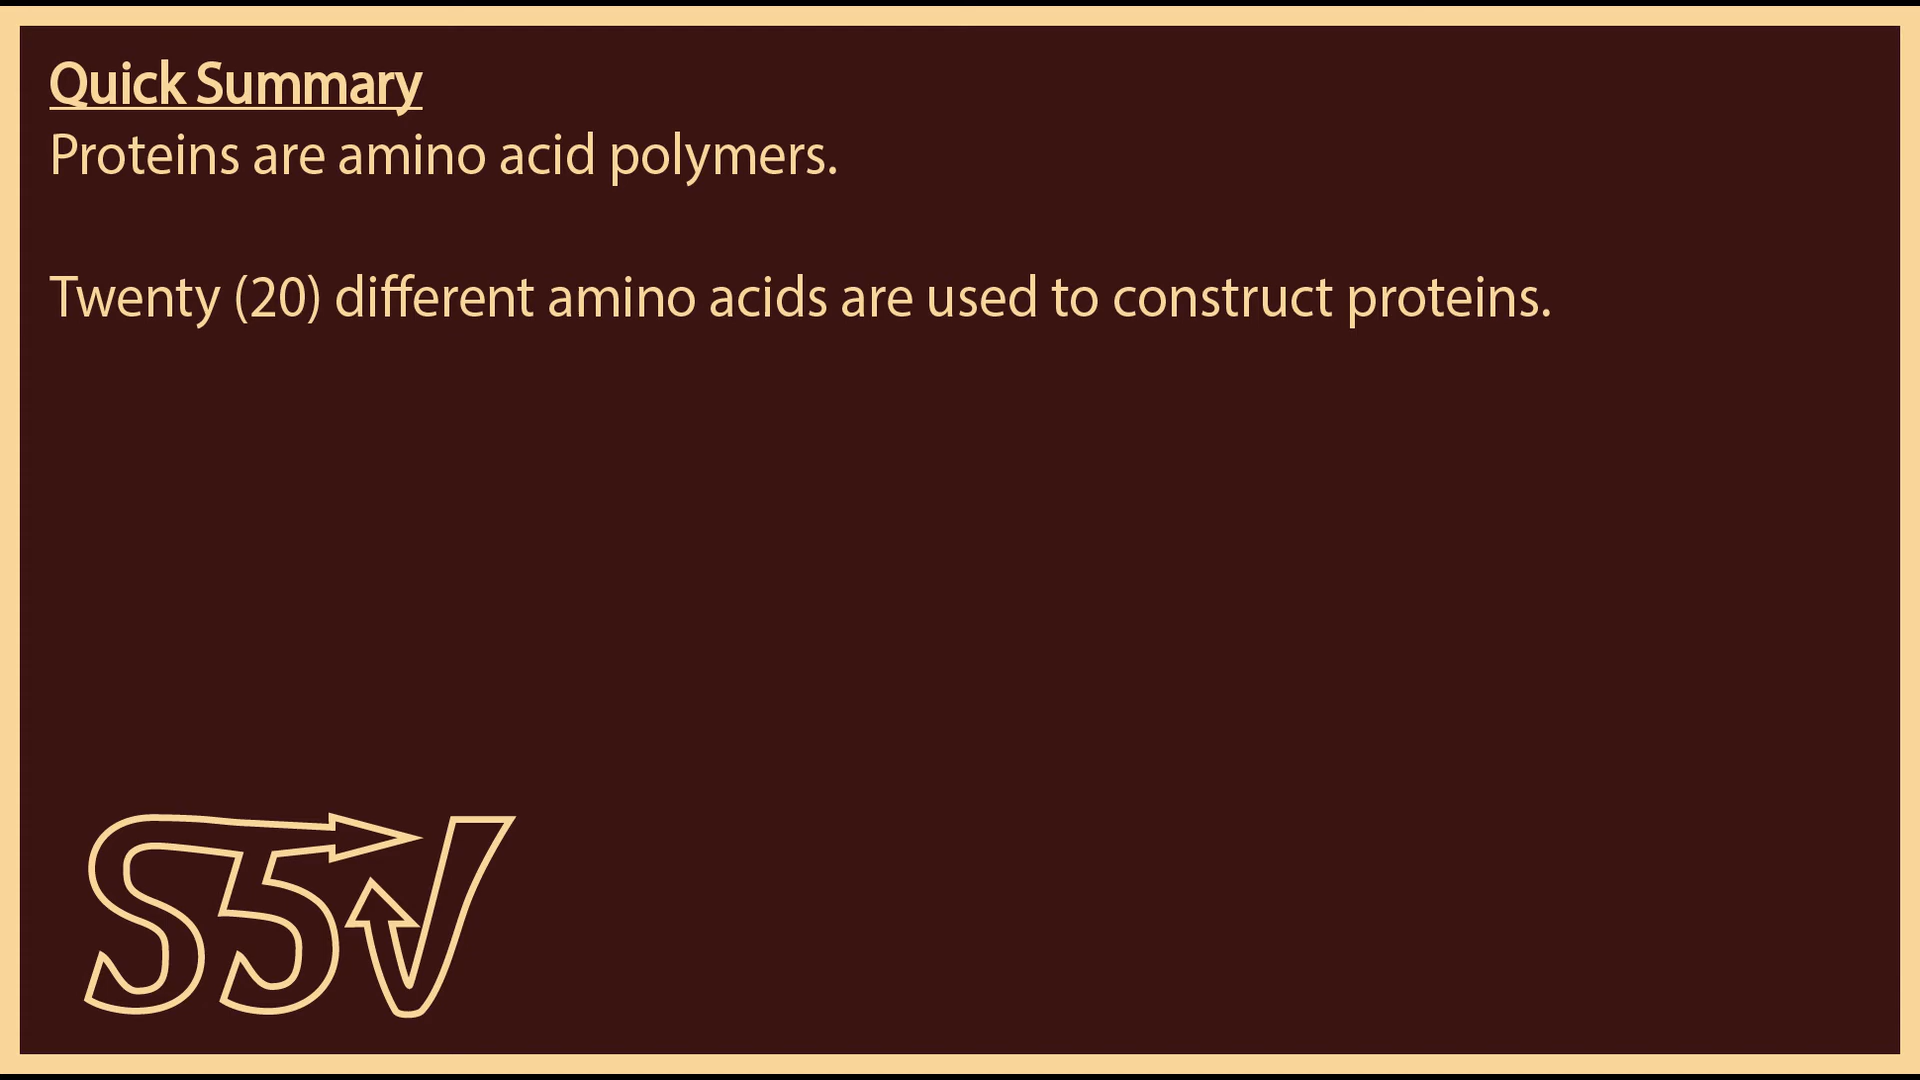 Quick Summary
Proteins are amino acid polymers.
Twenty (20) different amino acids are used to construct proteins.
S5V